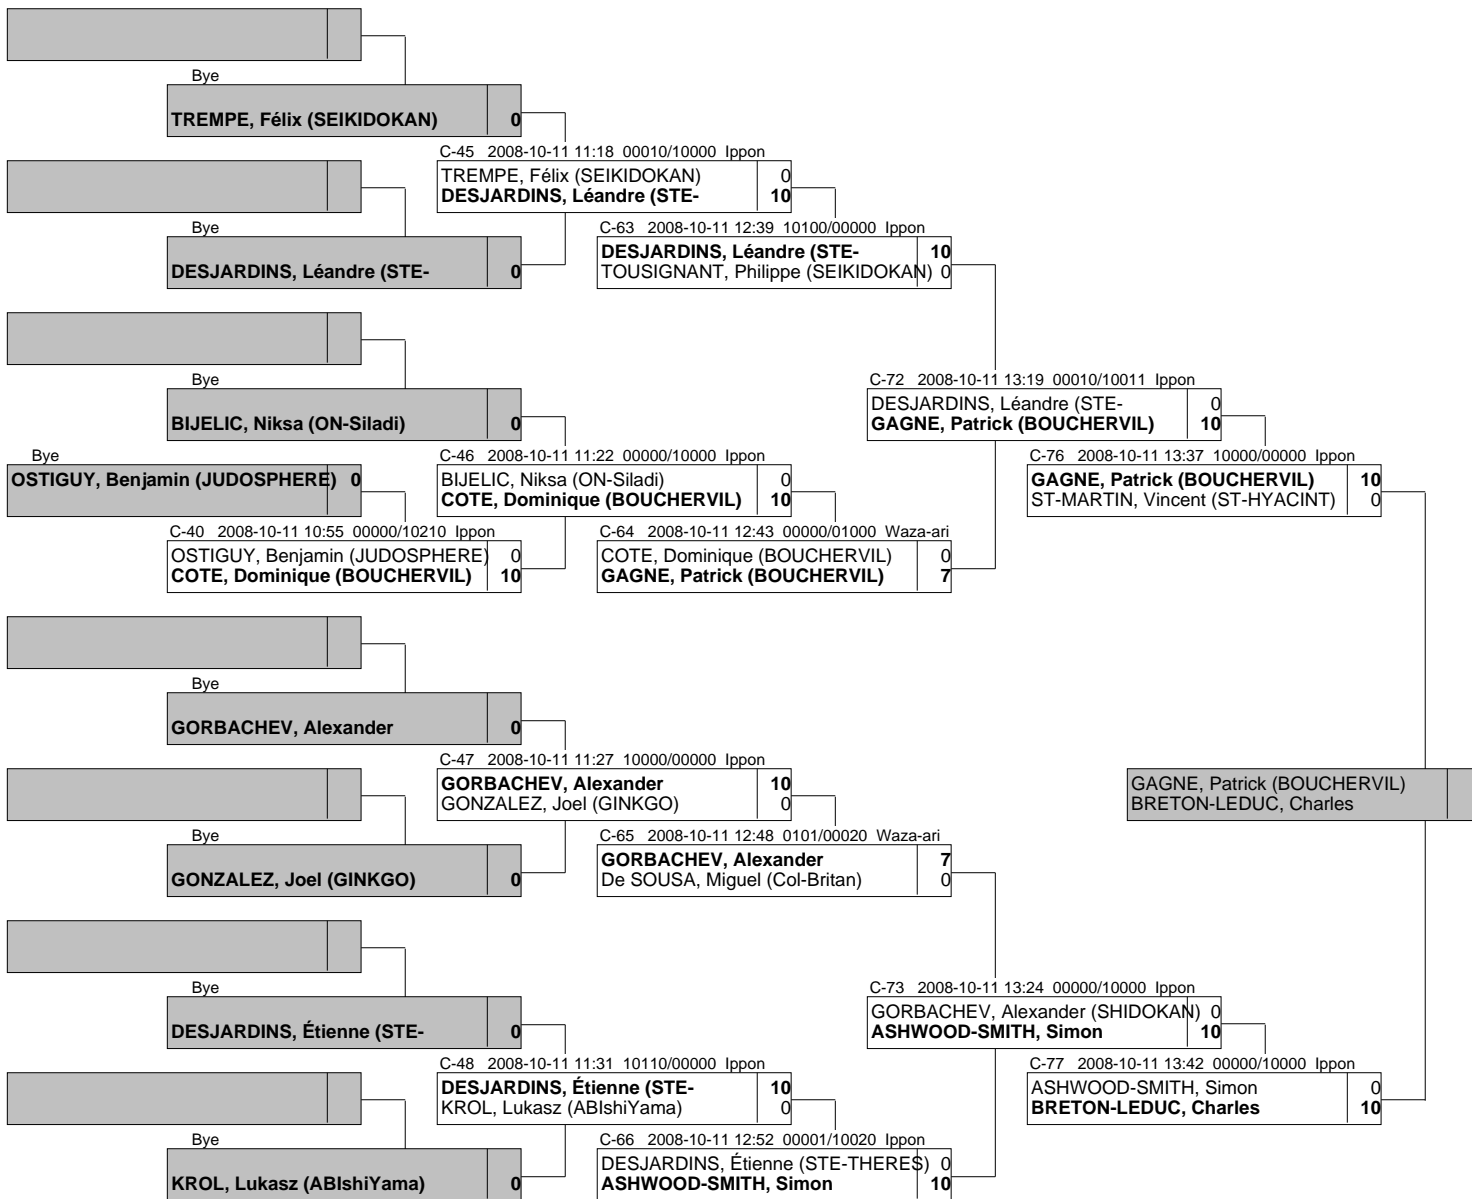 Bye
TREMPE, Félix (SEIKIDOKAN) 0
C-45 2008-10-11 11:18 00010/10000 Ippon
TREMPE, Félix (SEIKIDOKAN) 0
DESJARDINS, Léandre (STE- 10
Bye
DESJARDINS, Léandre (STE- 0
C-63 2008-10-11 12:39 10100/00000 Ippon
DESJARDINS, Léandre (STE- 10
TOUSIGNANT, Philippe (SEIKIDOKAN) 0
Bye
BIJELIC, Niksa (ON-Siladi) 0
C-72 2008-10-11 13:19 00010/10011 Ippon
DESJARDINS, Léandre (STE- 0
GAGNE, Patrick (BOUCHERVIL) 10
Bye
OSTIGUY, Benjamin (JUDOSPHERE) 0
C-46 2008-10-11 11:22 00000/10000 Ippon
BIJELIC, Niksa (ON-Siladi) 0
COTE, Dominique (BOUCHERVIL) 10
C-76 2008-10-11 13:37 10000/00000 Ippon
GAGNE, Patrick (BOUCHERVIL) 10
ST-MARTIN, Vincent (ST-HYACINT) 0
C-40 2008-10-11 10:55 00000/10210 Ippon
OSTIGUY, Benjamin (JUDOSPHERE) 0
COTE, Dominique (BOUCHERVIL) 10
C-64 2008-10-11 12:43 00000/01000 Waza-ari
COTE, Dominique (BOUCHERVIL) 0
GAGNE, Patrick (BOUCHERVIL) 7
Bye
GORBACHEV, Alexander 0
C-47 2008-10-11 11:27 10000/00000 Ippon
GORBACHEV, Alexander 10
GONZALEZ, Joel (GINKGO) 0
GAGNE, Patrick (BOUCHERVIL)
BRETON-LEDUC, Charles
Bye
GONZALEZ, Joel (GINKGO) 0
C-65 2008-10-11 12:48 0101/00020 Waza-ari
GORBACHEV, Alexander 7
De SOUSA, Miguel (Col-Britan) 0
Bye
DESJARDINS, Étienne (STE- 0
C-73 2008-10-11 13:24 00000/10000 Ippon
GORBACHEV, Alexander (SHIDOKAN) 0
ASHWOOD-SMITH, Simon 10
C-48 2008-10-11 11:31 10110/00000 Ippon
DESJARDINS, Étienne (STE- 10
KROL, Lukasz (ABIshiYama) 0
C-77 2008-10-11 13:42 00000/10000 Ippon
ASHWOOD-SMITH, Simon 0
BRETON-LEDUC, Charles 10
Bye
KROL, Lukasz (ABIshiYama) 0
C-66 2008-10-11 12:52 00001/10020 Ippon
DESJARDINS, Étienne (STE-THERES) 0
ASHWOOD-SMITH, Simon 10